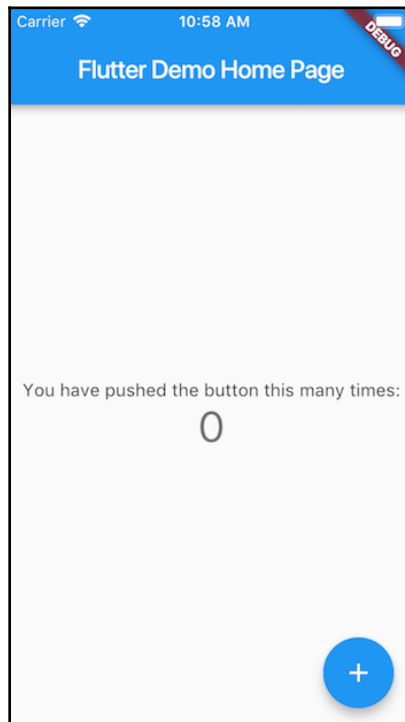 Carrier 10:58 AM
DEBUG
Flutter Demo Home Page
You have pushed the button this many times:
0
+